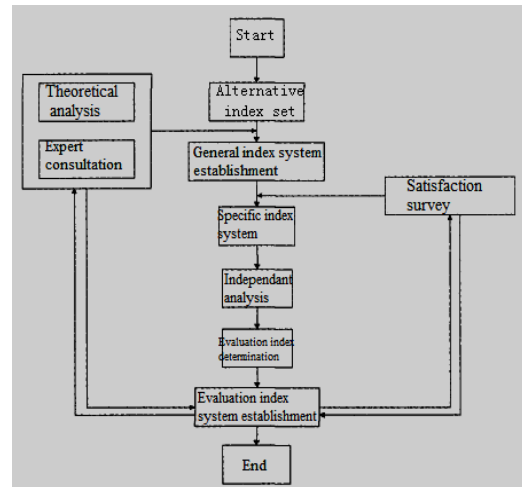 Start
Theoretical
analysis
Alternative
index set
Expert
consultation
General index system
establishment
Satisfaction
survey
Specific index
system
Independant
analysis
Evaluation index
determination
Evaluation index
system establishment
End